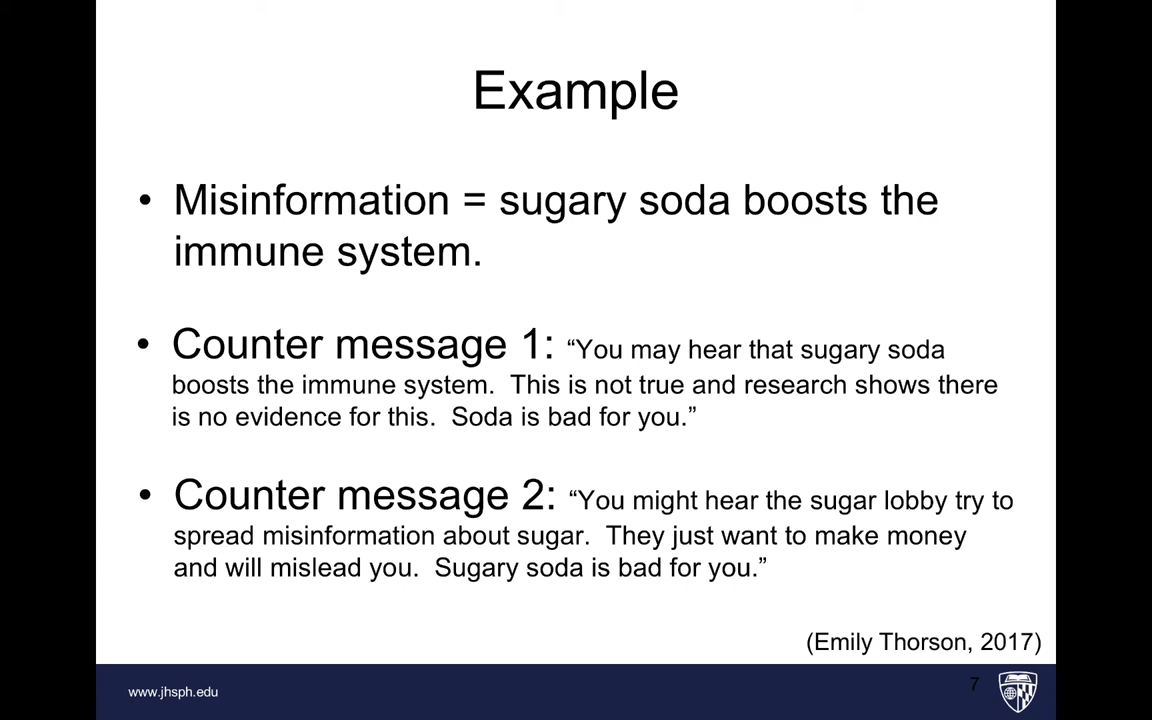 Example
• Misinformation = sugary soda boosts the
immune system.
• Counter message 1: “You may hear that sugary soda
boosts the immune system.  This is not true and research shows there
is no evidence for this.  Soda is bad for you.”
• Counter message 2: “You might hear the sugar lobby try to
spread misinformation about sugar.  They just want to make money
and will mislead you.  Sugary soda is bad for you.”
(Emily Thorson, 2017)
www.jhsph.edu
7